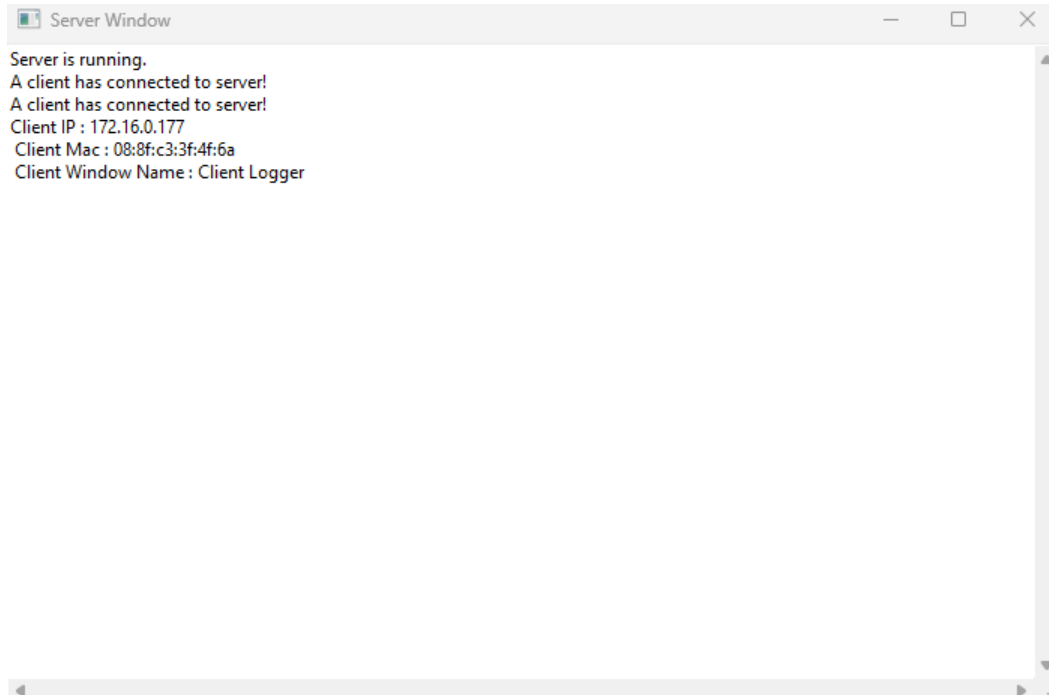 Server Window
Server is running.
A client has connected to server!
A client has connected to server!
Client IP : 172.16.0.177
Client Mac : 08:8f:c3:3f:4f:6a
Client Window Name : Client Logger